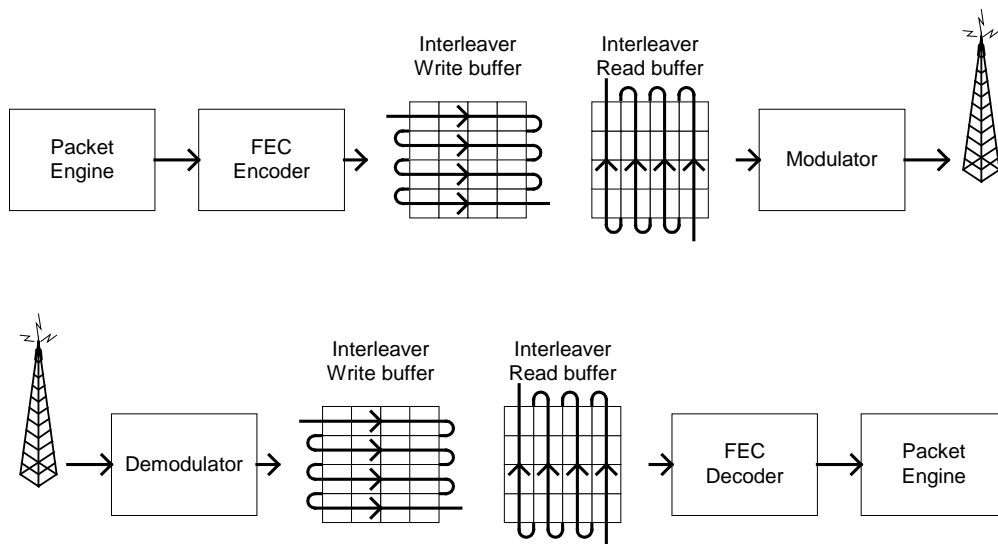 Interleaver
Write buffer
Interleaver
Read buffer
Packet
Engine
FEC
Encoder
Modulator
Interleaver
Write buffer
Interleaver
Read buffer
Demodulator
FEC
Decoder
Packet
Engine